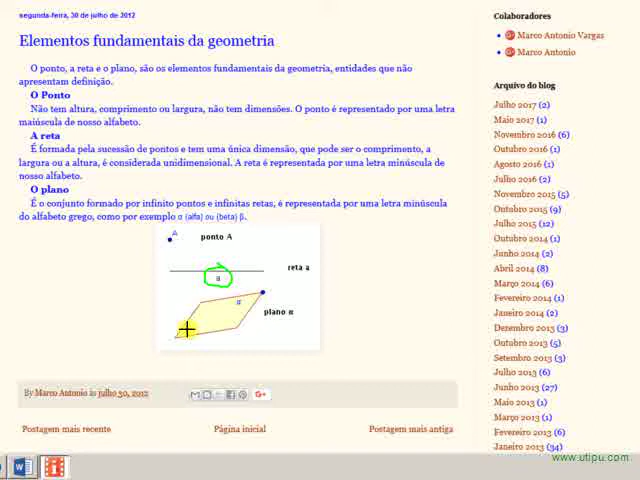 segunda-feira, 30 de julho de 2012
Elementos fundamentais da geometria
O ponto, a reta e o plano, são os elementos fundamentais da geometria, entidades que não
apresentam definição.
O Ponto
Não tem altura, comprimento ou largura, não tem dimensões. O ponto é representado por uma letra
maiúscula de nosso alfabeto.
A reta
É formada pela sucessão de pontos e tem uma única dimensão, que pode ser o comprimento, a
largura ou a altura, é considerada unidimensional. A reta é representada por uma letra minúscula de
nosso alfabeto.
O plano
É o conjunto formado por infinito pontos e infinitas retas, é representada por uma letra minúscula
do alfabeto grego, como por exemplo α (alfa) ou (beta) β.
A
ponto A
a
reta a
α
plano α
By Marco Antonio às julho 30, 2012
G+
Postagem mais recente
Página inicial
Postagem mais antiga
Colaboradores
Marco Antonio Vargas
Marco Antonio
Arquivo do blog
Julho 2017 (2)
Maio 2017 (1)
Novembro 2016 (6)
Outubro 2016 (1)
Agosto 2016 (1)
Julho 2016 (2)
Novembro 2015 (5)
Outubro 2015 (9)
Julho 2015 (12)
Outubro 2014 (1)
Junho 2014 (2)
Abril 2014 (8)
Março 2014 (6)
Fevereiro 2014 (1)
Janeiro 2014 (2)
Dezembro 2013 (3)
Outubro 2013 (5)
Setembro 2013 (3)
Julho 2013 (6)
Junho 2013 (27)
Maio 2013 (1)
Março 2013 (1)
Fevereiro 2013 (6)
Janeiro 2013 (34)
www.utipu.com